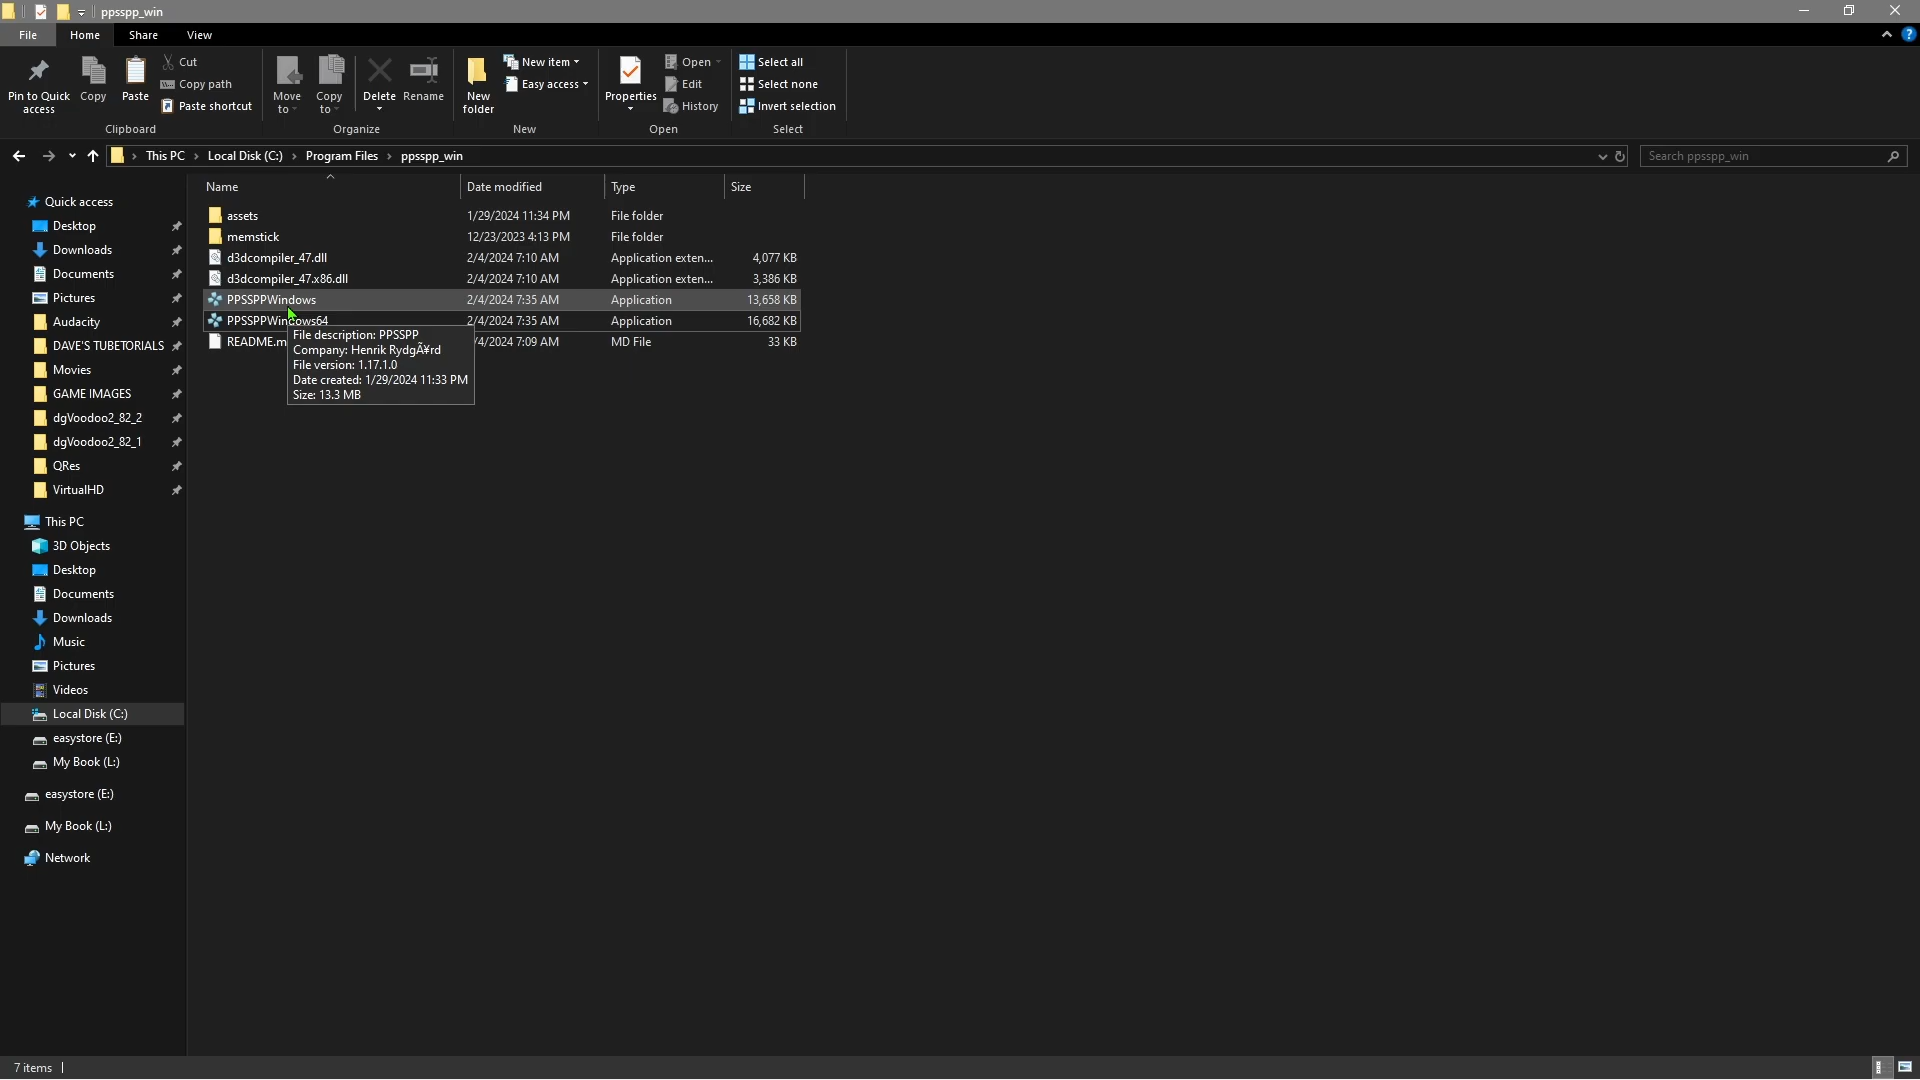 ppsspp_win
File Home Share View
Pin to Quick access
Copy
Paste
Cut
Copy path
Paste shortcut
Clipboard
Move to
Copy to
Delete
Rename
Organize
New folder
New item
Easy access
New
Properties
Open
Edit
History
Open
Select all
Select none
Invert selection
Select
This PC > Local Disk (C:) > Program Files > ppsspp_win
Search ppsspp_win
Name Date modified Type Size
assets 1/29/2024 11:34 PM File folder
memstick 12/23/2023 4:13 PM File folder
d3dcompiler_47.dll 2/4/2024 7:10 AM Application exten... 4,077 KB
d3dcompiler_47.x86.dll 2/4/2024 7:10 AM Application exten... 3,386 KB
PPSSPPWindows 2/4/2024 7:35 AM Application 13,658 KB
PPSSPPWindows64 2/4/2024 7:35 AM Application 16,682 KB
README.m /4/2024 7:09 AM MD File 33 KB
File description: PPSSPP
Company: Henrik RydgÃ¥rd
File version: 1.17.1.0
Date created: 1/29/2024 11:33 PM
Size: 13.3 MB
Quick access
Desktop
Downloads
Documents
Pictures
Audacity
DAVE'S TUBETORIALS
Movies
GAME IMAGES
dgVoodoo2_82_2
dgVoodoo2_82_1
QRes
VirtualHD
This PC
3D Objects
Desktop
Documents
Downloads
Music
Pictures
Videos
Local Disk (C:)
easystore (E:)
My Book (L:)
easystore (E:)
My Book (L:)
Network
7 items